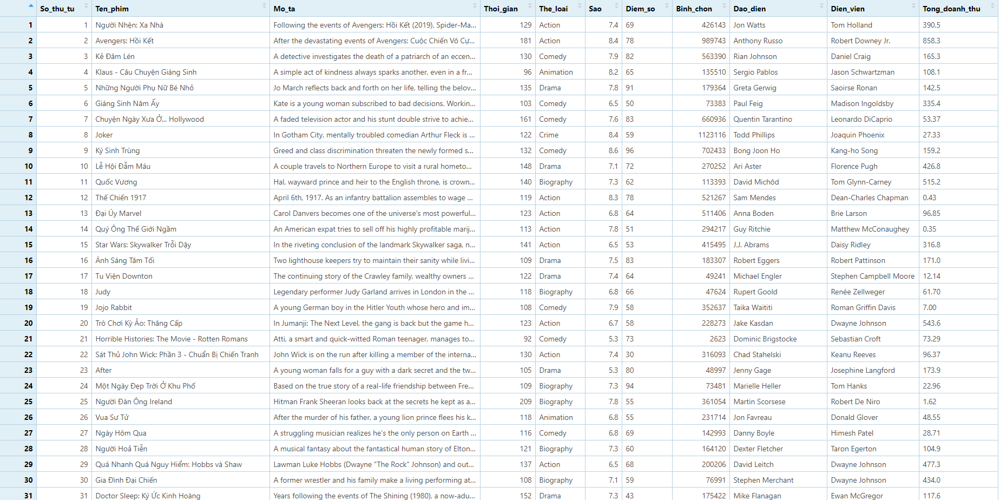 So_thu_tu Ten_phim Mo_ta Thoi_gian The_loai Sao Diem_so Binh_chon Dao_dien Dien_vien Tong_doanh_thu
1 1 Người Nhện: Xa Nhà Following the events of Avengers: Hồi Kết (2019), Spider-Ma... 129 Action 7.4 69 426143 Jon Watts Tom Holland 390.5
2 2 Avengers: Hồi Kết After the devastating events of Avengers: Cuộc Chiến Vô Cự... 181 Action 8.4 78 989743 Anthony Russo Robert Downey Jr. 858.3
3 3 Kẻ Đâm Lén A detective investigates the death of a patriarch of an eccen... 130 Comedy 7.9 82 563390 Rian Johnson Daniel Craig 165.3
4 4 Klaus - Câu Chuyện Giáng Sinh A simple act of kindness always sparks another, even in a fr... 96 Animation 8.2 65 135510 Sergio Pablos Jason Schwartzman 108.1
5 5 Những Người Phụ Nữ Bé Nhỏ Jo March reflects back and forth on her life, telling the belov... 135 Drama 7.8 91 179364 Greta Gerwig Saoirse Ronan 142.5
6 6 Giáng Sinh Năm Ấy Kate is a young woman subscribed to bad decisions. Workin... 103 Comedy 6.5 50 73383 Paul Feig Madison Ingoldsby 335.4
7 7 Chuyện Ngày Xưa Ở... Hollywood A faded television actor and his stunt double strive to achie... 161 Comedy 7.6 83 660936 Quentin Tarantino Leonardo DiCaprio 53.37
8 8 Joker In Gotham City, mentally troubled comedian Arthur Fleck is ... 122 Crime 8.4 59 1123116 Todd Phillips Joaquin Phoenix 27.33
9 9 Ký Sinh Trùng Greed and class discrimination threaten the newly formed s... 132 Comedy 8.6 96 702433 Bong Joon Ho Kang-ho Song 159.2
10 10 Lễ Hội Đẫm Máu A couple travels to Northern Europe to visit a rural hometo... 148 Drama 7.1 72 270252 Ari Aster Florence Pugh 426.8
11 11 Quốc Vương Hal, wayward prince and heir to the English throne, is crown... 140 Biography 7.3 62 113393 David Michôd Tom Glynn-Carney 515.2
12 12 Thế Chiến 1917 April 6th, 1917. As an infantry battalion assembles to wage ... 119 Action 8.3 78 521267 Sam Mendes Dean-Charles Chapman 0.43
13 13 Đại Úy Marvel Carol Danvers becomes one of the universe's most powerful... 123 Action 6.8 64 511406 Anna Boden Brie Larson 96.85
14 14 Quý Ông Thế Giới Ngầm An American expat tries to sell off his highly profitable marij... 113 Action 7.8 51 294217 Guy Ritchie Matthew McConaughey 0.35
15 15 Star Wars: Skywalker Trỗi Dậy In the riveting conclusion of the landmark Skywalker saga, n... 141 Action 6.5 53 415495 J.J. Abrams Daisy Ridley 316.8
16 16 Ánh Sáng Tăm Tối Two lighthouse keepers try to maintain their sanity while livi... 109 Drama 7.5 83 183307 Robert Eggers Robert Pattinson 171.0
17 17 Tu Viện Downton The continuing story of the Crawley family, wealthy owners ... 122 Drama 7.4 64 49241 Michael Engler Stephen Campbell Moore 12.14
18 18 Judy Legendary performer Judy Garland arrives in London in the ... 118 Biography 6.8 66 47624 Rupert Goold Renée Zellweger 61.70
19 19 Jojo Rabbit A young German boy in the Hitler Youth whose hero and im... 108 Comedy 7.9 58 352637 Taika Waititi Roman Griffin Davis 7.00
20 20 Trò Chơi Kỳ Ảo: Thăng Cấp In Jumanji: The Next Level, the gang is back but the game h... 123 Action 6.7 58 228273 Jake Kasdan Dwayne Johnson 543.6
21 21 Horrible Histories: The Movie - Rotten Romans Atti, a smart and quick-witted Roman teenager, manages to... 92 Comedy 5.3 73 2623 Dominic Brigstocke Sebastian Croft 73.29
22 22 Sát Thủ John Wick: Phần 3 - Chuẩn Bị Chiến Tranh John Wick is on the run after killing a member of the interna... 130 Action 7.4 30 316093 Chad Stahelski Keanu Reeves 96.37
23 23 After A young woman falls for a guy with a dark secret and the tw... 105 Drama 5.3 80 48997 Jenny Gage Josephine Langford 173.9
24 24 Một Ngày Đẹp Trời Ở Khu Phố Based on the true story of a real-life friendship between Fre... 109 Biography 7.3 94 73481 Marielle Heller Tom Hanks 22.96
25 25 Người Đàn Ông Ireland Hitman Frank Sheeran looks back at the secrets he kept as a... 209 Biography 7.8 55 361054 Martin Scorsese Robert De Niro 1.62
26 26 Vua Sư Tử After the murder of his father, a young lion prince flees his k... 118 Animation 6.8 55 231714 Jon Favreau Donald Glover 48.55
27 27 Ngày Hôm Qua A struggling musician realizes he's the only person on Earth ... 116 Comedy 6.8 69 142993 Danny Boyle Himesh Patel 28.71
28 28 Người Hoả Tiễn A musical fantasy about the fantastical human story of Elton... 121 Biography 7.3 60 164120 Dexter Fletcher Taron Egerton 104.9
29 29 Quá Nhanh Quá Nguy Hiểm: Hobbs và Shaw Lawman Luke Hobbs (Dwayne "The Rock" Johnson) and out... 137 Action 6.5 68 200206 David Leitch Dwayne Johnson 477.3
30 30 Gia Đình Đại Chiến A former wrestler and his family make a living performing at... 108 Biography 7.1 59 76991 Stephen Merchant Dwayne Johnson 434.0
31 31 Doctor Sleep: Ký Ức Kinh Hoàng Years following the events of The Shining (1980), a now-adu... 152 Drama 7.3 43 175422 Mike Flanagan Ewan McGregor 117.6